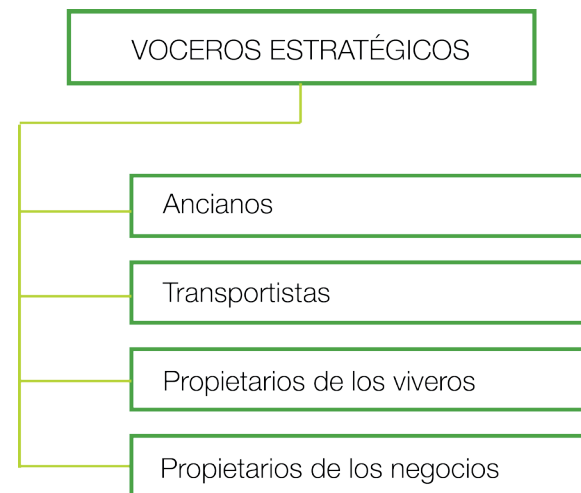 VOCEROS ESTRATÉGICOS
Ancianos
Transportistas
Propietarios de los viveros
Propietarios de los negocios